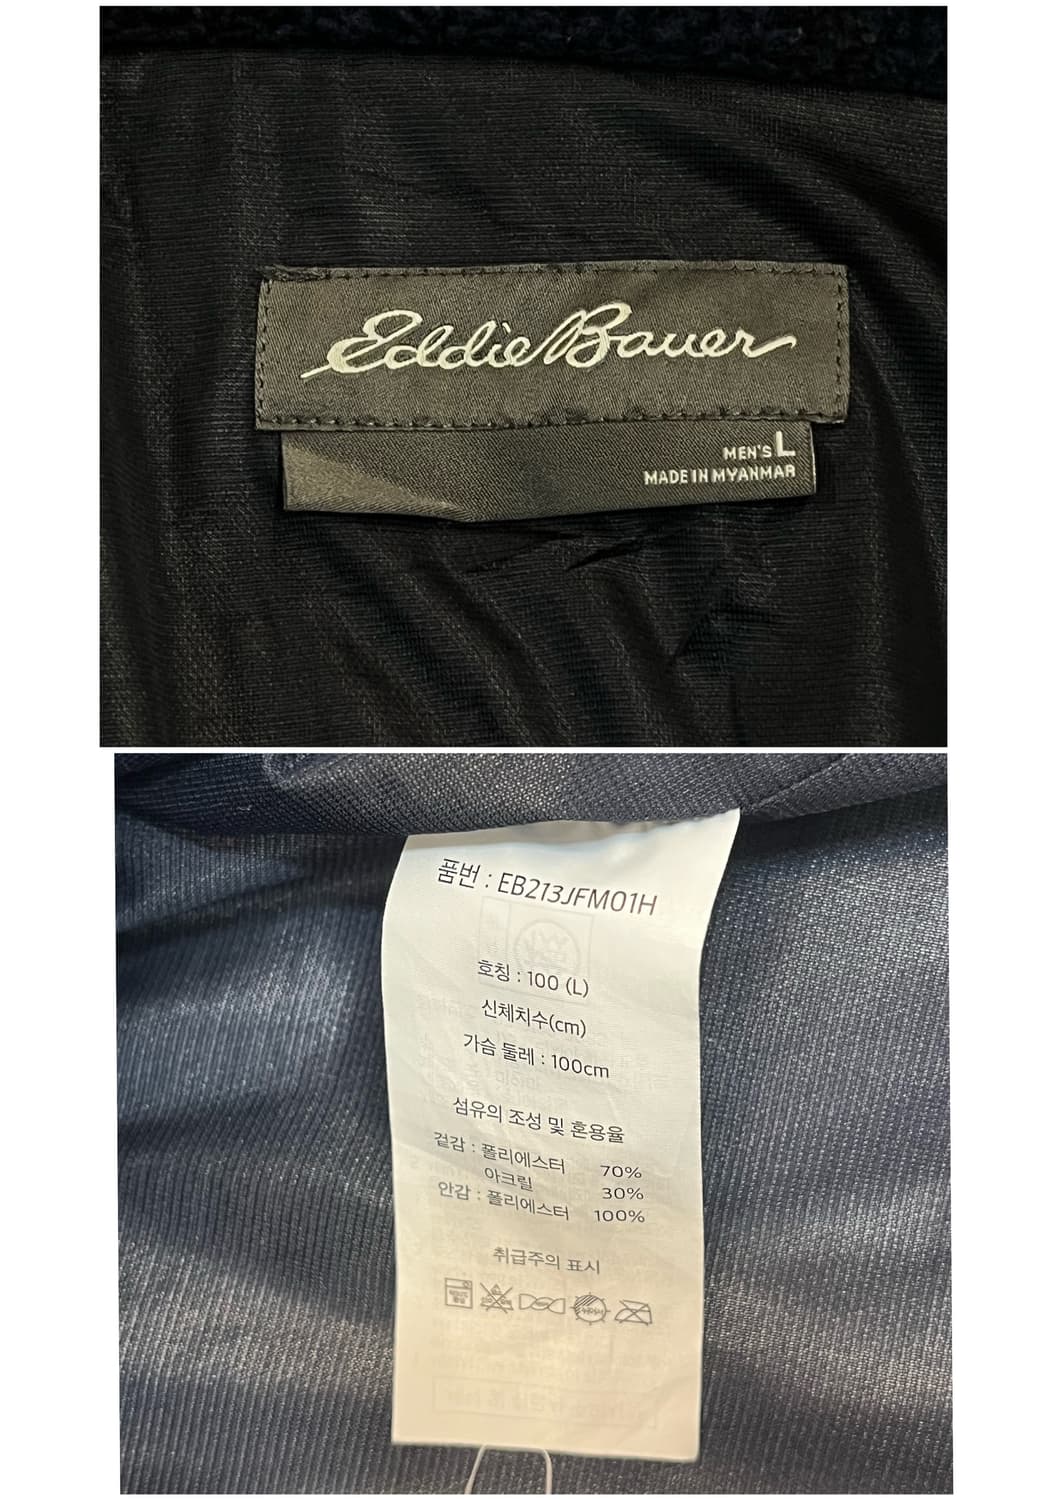 Eddie Bauer
MEN'S L
MADE IN MYANMAR
품번 : EB213JFM01H
호칭 : 100 (L)
신체치수(cm)
가슴 둘레 : 100cm
섬유의 조성 및 혼용율
겉감 : 폴리에스터 70%
아크릴 30%
안감 : 폴리에스터 100%
취급주의 표시